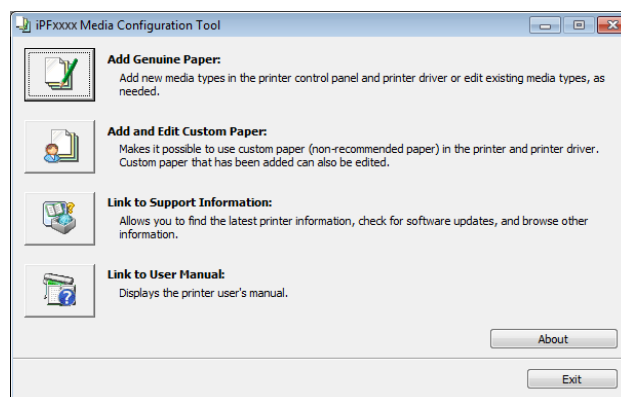 iPFxxxx Media Configuration Tool
Add Genuine Paper:
Add new media types in the printer control panel and printer driver or edit existing media types, as
needed.
Add and Edit Custom Paper:
Makes it possible to use custom paper (non-recommended paper) in the printer and printer driver.
Custom paper that has been added can also be edited.
Link to Support Information:
Allows you to find the latest printer information, check for software updates, and browse other
information.
Link to User Manual:
Displays the printer user's manual.
About
Exit